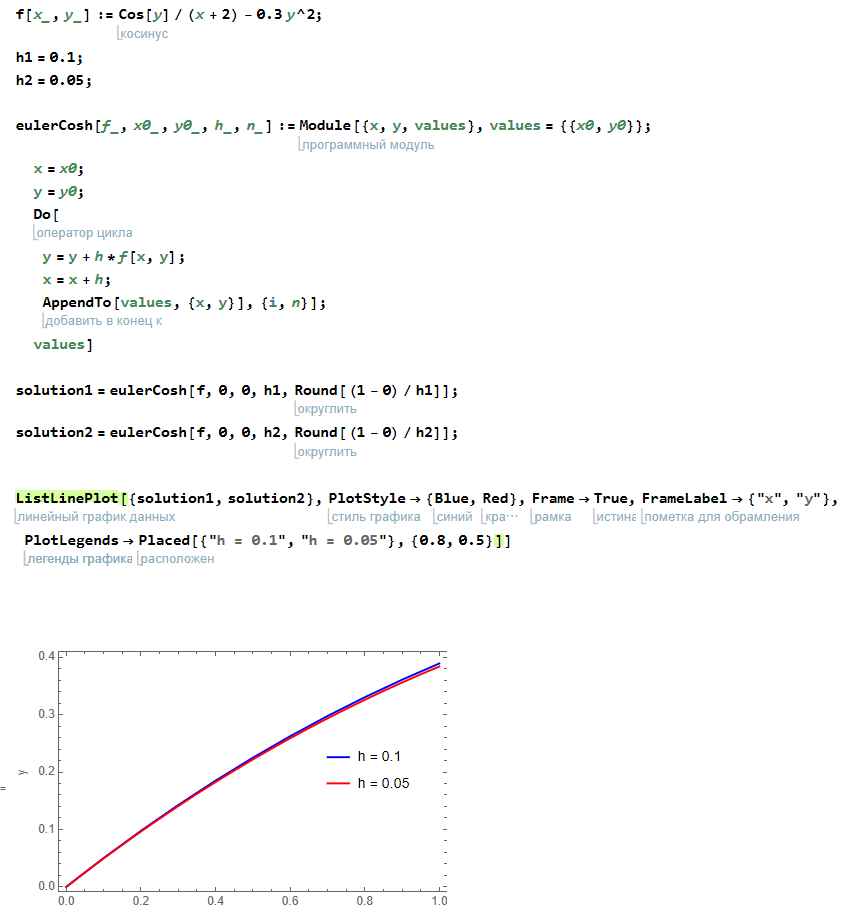 f[x_, y_] := Cos[y] / (x + 2) - 0.3 y^2;
косинус
h1 = 0.1;
h2 = 0.05;
eulerCosh[f_, x0_, y0_, h_, n_] := Module[{x, y, values}, values = {{x0, y0}};
программный модуль
x = x0;
y = y0;
Do[
оператор цикла
y = y + h * f[x, y];
x = x + h;
AppendTo[values, {x, y}], {i, n}];
добавить в конец к
values]
solution1 = eulerCosh[f, 0, 0, h1, Round[(1 - 0) / h1]];
округлить
solution2 = eulerCosh[f, 0, 0, h2, Round[(1 - 0) / h2]];
округлить
ListLinePlot[{solution1, solution2}, PlotStyle → {Blue, Red}, Frame → True, FrameLabel → {"x", "y"},
линейный график данных стиль графика синий кра⋯ рамка истина пометка для обрамления
PlotLegends → Placed[{"h = 0.1", "h = 0.05"}, {0.8, 0.5}]]
легенды графика расположен
0.4
0.3
h = 0.1
y 0.2
h = 0.05
=
0.1
0.0
0.0 0.2 0.4 0.6 0.8 1.0